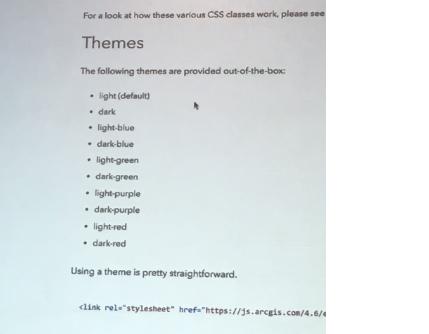 For a look at how these various CSS classes work, please see
Themes
The following themes are provided out-of-the-box:
• light (default)
• dark
• light-blue
• dark-blue
• light-green
• dark-green
• light-purple
• dark-purple
• light-red
• dark-red
Using a theme is pretty straightforward.
<link rel="stylesheet" href="https://js.arcgis.com/4.6/